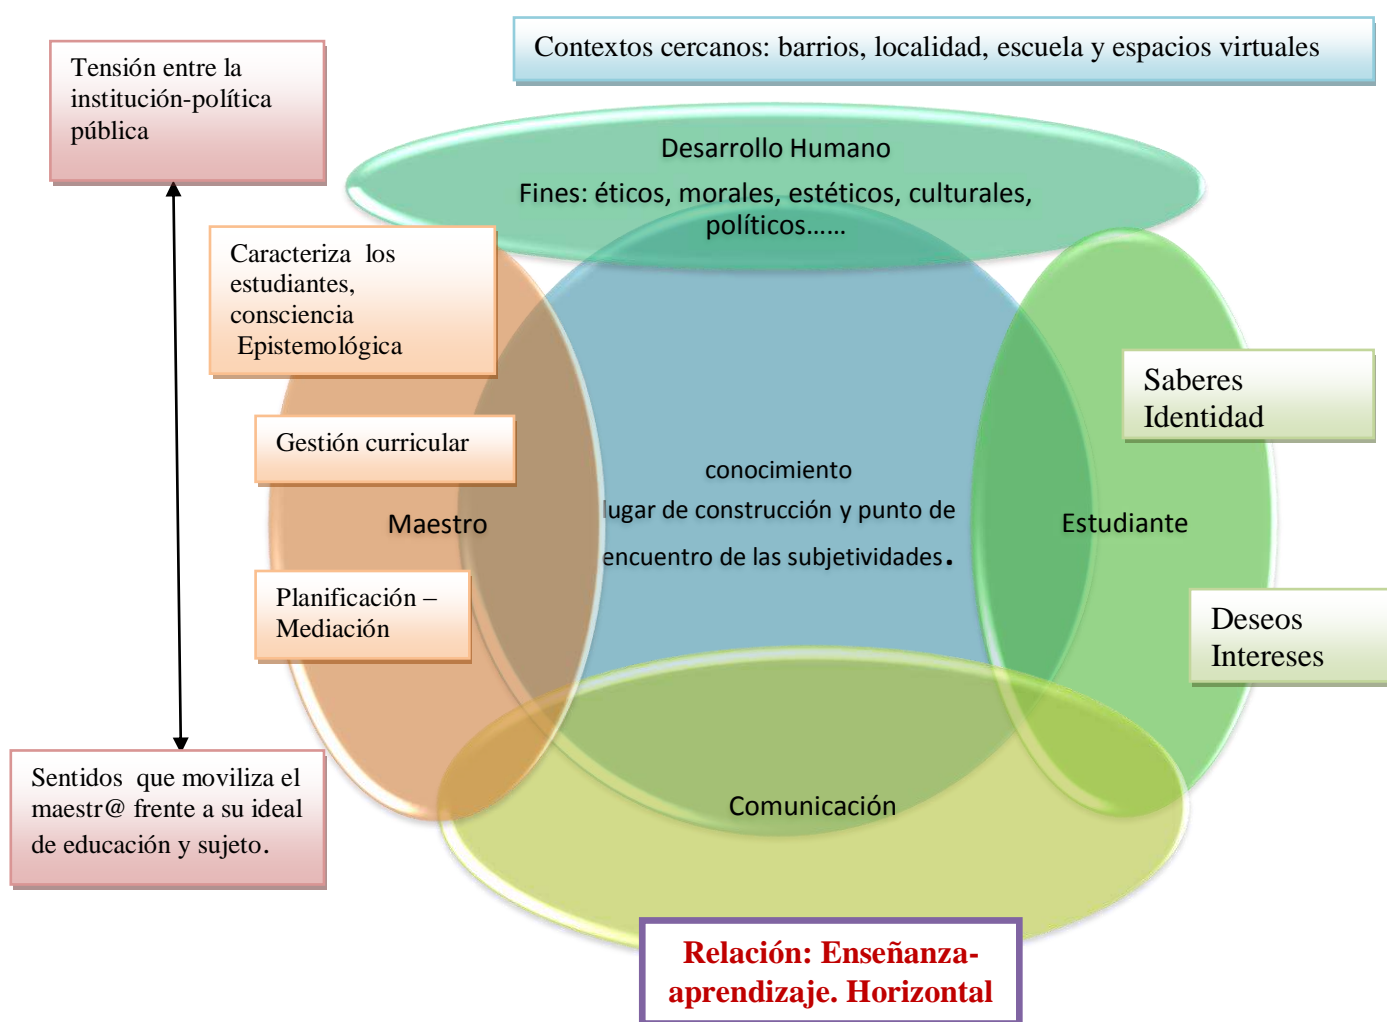 Contextos cercanos: barrios, localidad, escuela y espacios virtuales
Tensión entre la
institución-política
pública
Desarrollo Humano
Fines: éticos, morales, estéticos, culturales,
políticos......
Caracteriza los
estudiantes,
consciencia
Epistemológica
Saberes
Identidad
Gestión curricular
conocimiento
lugar de construcción y punto de
encuentro de las subjetividades.
Maestro
Estudiante
Planificación –
Mediación
Deseos
Intereses
Sentidos que moviliza el
maestr@ frente a su ideal
de educación y sujeto.
Comunicación
Relación: Enseñanza-
aprendizaje. Horizontal